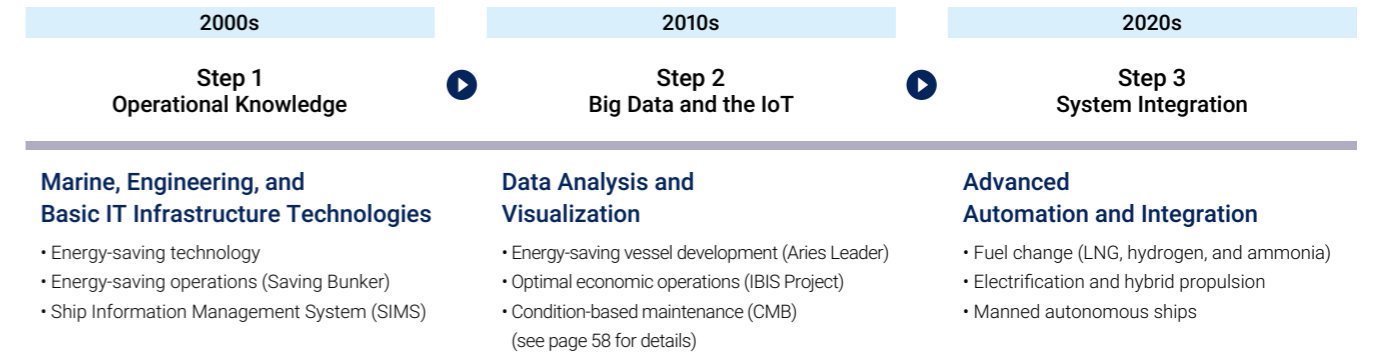 2000s
Step 1
Operational Knowledge
Marine, Engineering, and
Basic IT Infrastructure Technologies
• Energy-saving technology
• Energy-saving operations (Saving Bunker)
• Ship Information Management System (SIMS)
2010s
Step 2
Big Data and the IoT
Data Analysis and
Visualization
• Energy-saving vessel development (Aries Leader)
• Optimal economic operations (IBIS Project)
• Condition-based maintenance (CMB)
(see page 58 for details)
2020s
Step 3
System Integration
Advanced
Automation and Integration
• Fuel change (LNG, hydrogen, and ammonia)
• Electrification and hybrid propulsion
• Manned autonomous ships